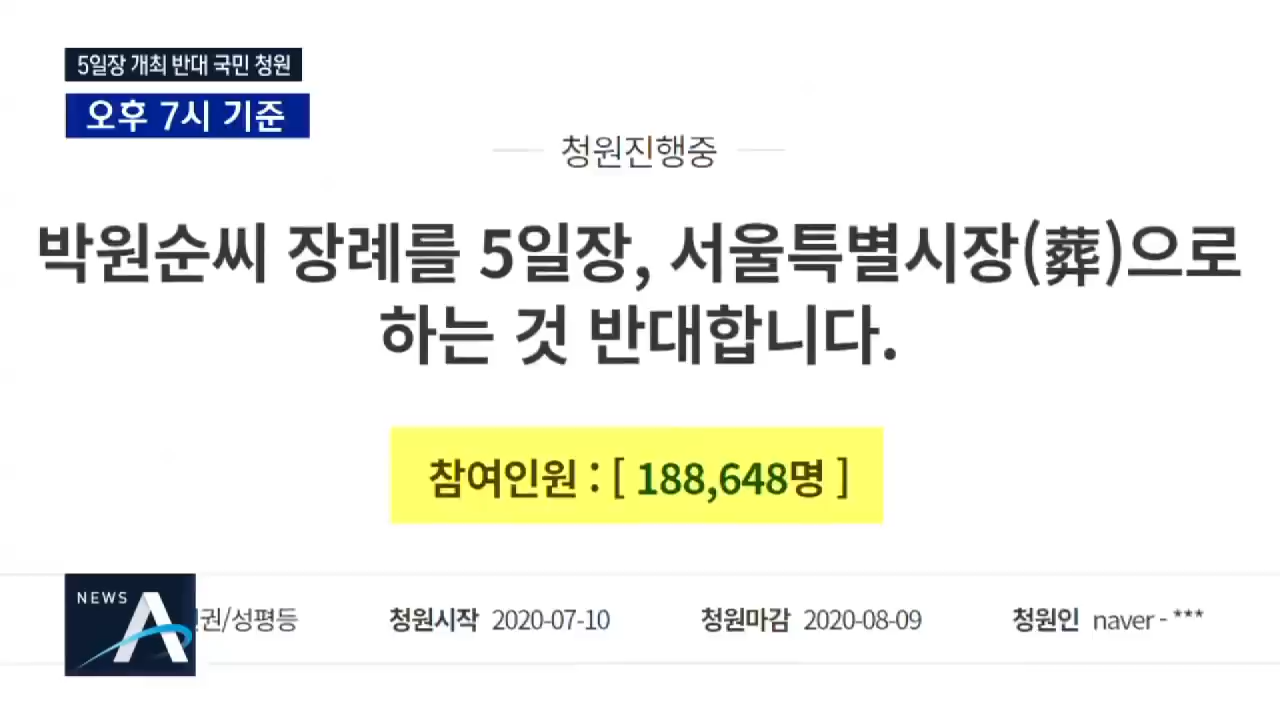 5일장 개최 반대 국민 청원
오후 7시 기준
청원진행중
박원순씨 장례를 5일장, 서울특별시장(葬)으로
하는 것 반대합니다.
참여인원 : [ 188,648명 ]
NEWS A
권/성평등 청원시작 2020-07-10 청원마감 2020-08-09 청원인 naver - ***